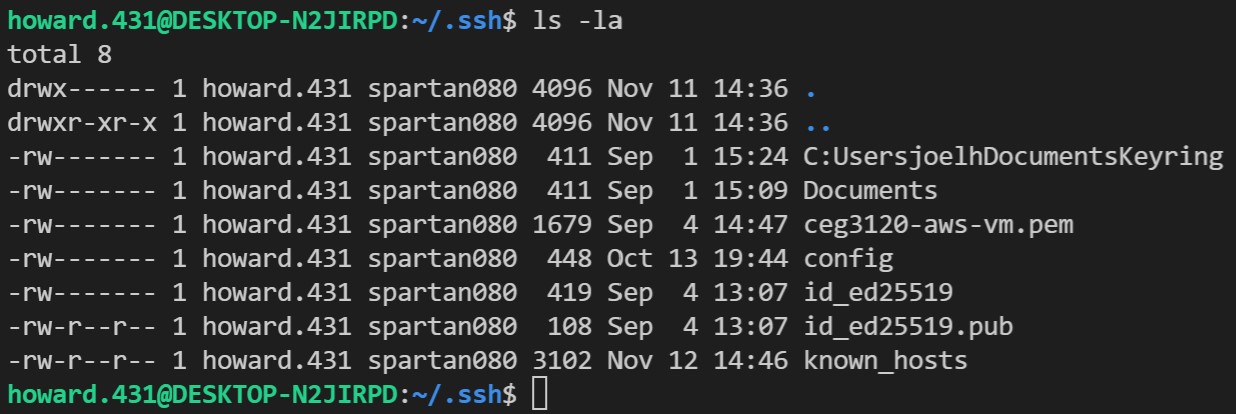 howard.431@DESKTOP-N2JIRPD:~/.ssh$ ls -la
total 8
drwx------ 1 howard.431 spartan080 4096 Nov 11 14:36 .
drwxr-xr-x 1 howard.431 spartan080 4096 Nov 11 14:36 ..
-rw------- 1 howard.431 spartan080  411 Sep  1 15:24 C:UsersjoelhDocumentsKeyring
-rw------- 1 howard.431 spartan080  411 Sep  1 15:09 Documents
-rw------- 1 howard.431 spartan080 1679 Sep  4 14:47 ceg3120-aws-vm.pem
-rw------- 1 howard.431 spartan080  448 Oct 13 19:44 config
-rw------- 1 howard.431 spartan080  419 Sep  4 13:07 id_ed25519
-rw-r--r-- 1 howard.431 spartan080  108 Sep  4 13:07 id_ed25519.pub
-rw-r--r-- 1 howard.431 spartan080 3102 Nov 12 14:46 known_hosts
howard.431@DESKTOP-N2JIRPD:~/.ssh$